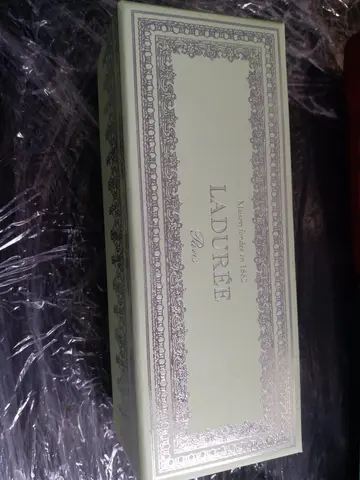 Maison fondée en 1862
LADURÉE
Paris